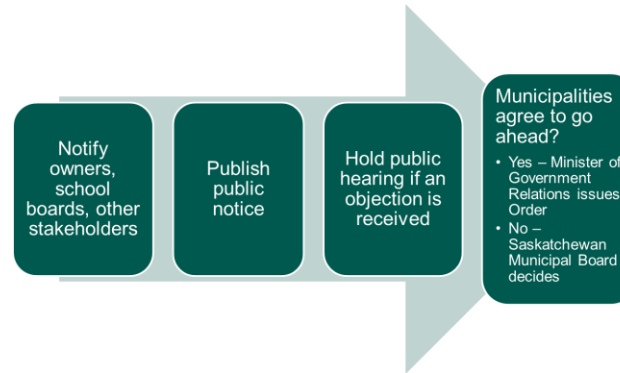 Notify
owners,
school
boards, other
stakeholders
Publish
public
notice
Hold public
hearing if an
objection is
received
Municipalities
agree to go
ahead?
• Yes – Minister of
Government
Relations issues
Order
• No –
Saskatchewan
Municipal Board
decides